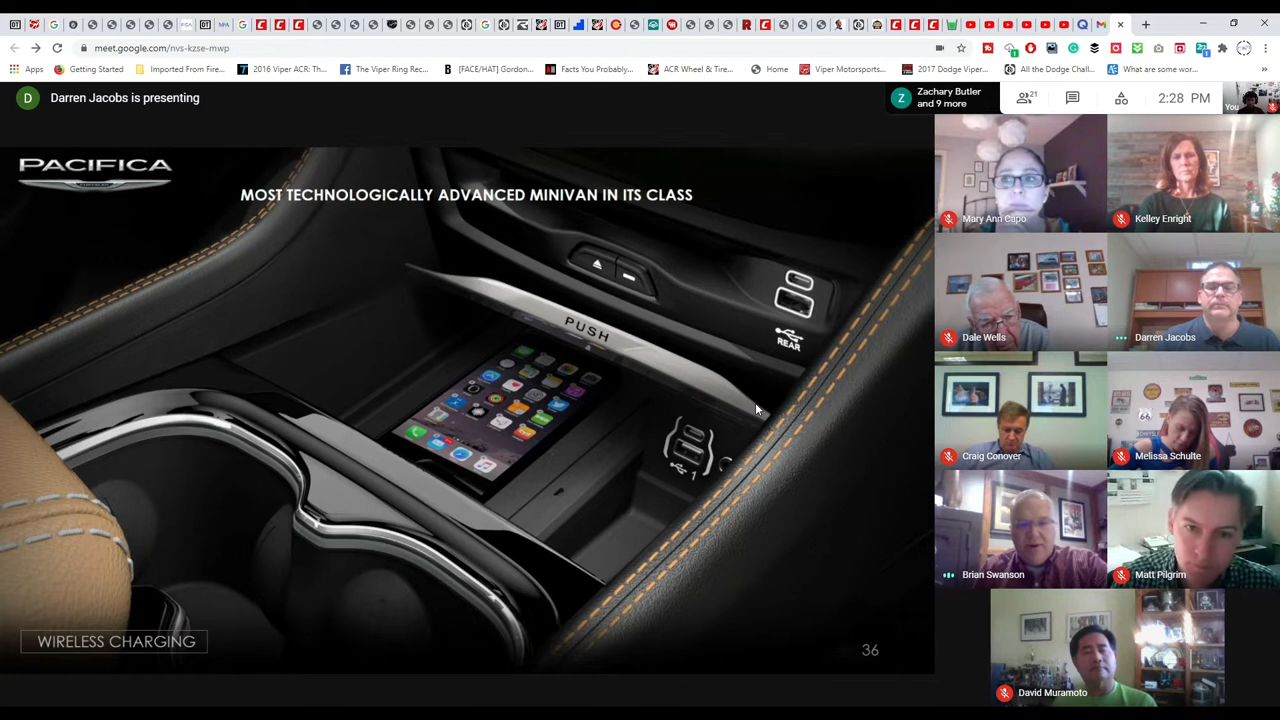 meet.google.com/nvs-kzse-mwp
Apps
Getting Started
Imported From Fire...
2016 Viper ACR: Th...
The Viper Ring Rec...
[FACE/HAT] Gordon...
Facts You Probably...
ACR Wheel & Tire...
Home
Viper Motorsports...
2017 Dodge Viper...
All the Dodge Chall...
What are some wor...
D
Darren Jacobs is presenting
Z
Zachary Butler
and 9 more
21
2:28 PM
You
PACIFICA
MOST TECHNOLOGICALLY ADVANCED MINIVAN IN ITS CLASS
PUSH
REAR
1
WIRELESS CHARGING
36
Mary Ann Capo
Kelley Enright
Dale Wells
Darren Jacobs
Craig Conover
Melissa Schulte
Brian Swanson
Matt Pilgrim
David Muramoto